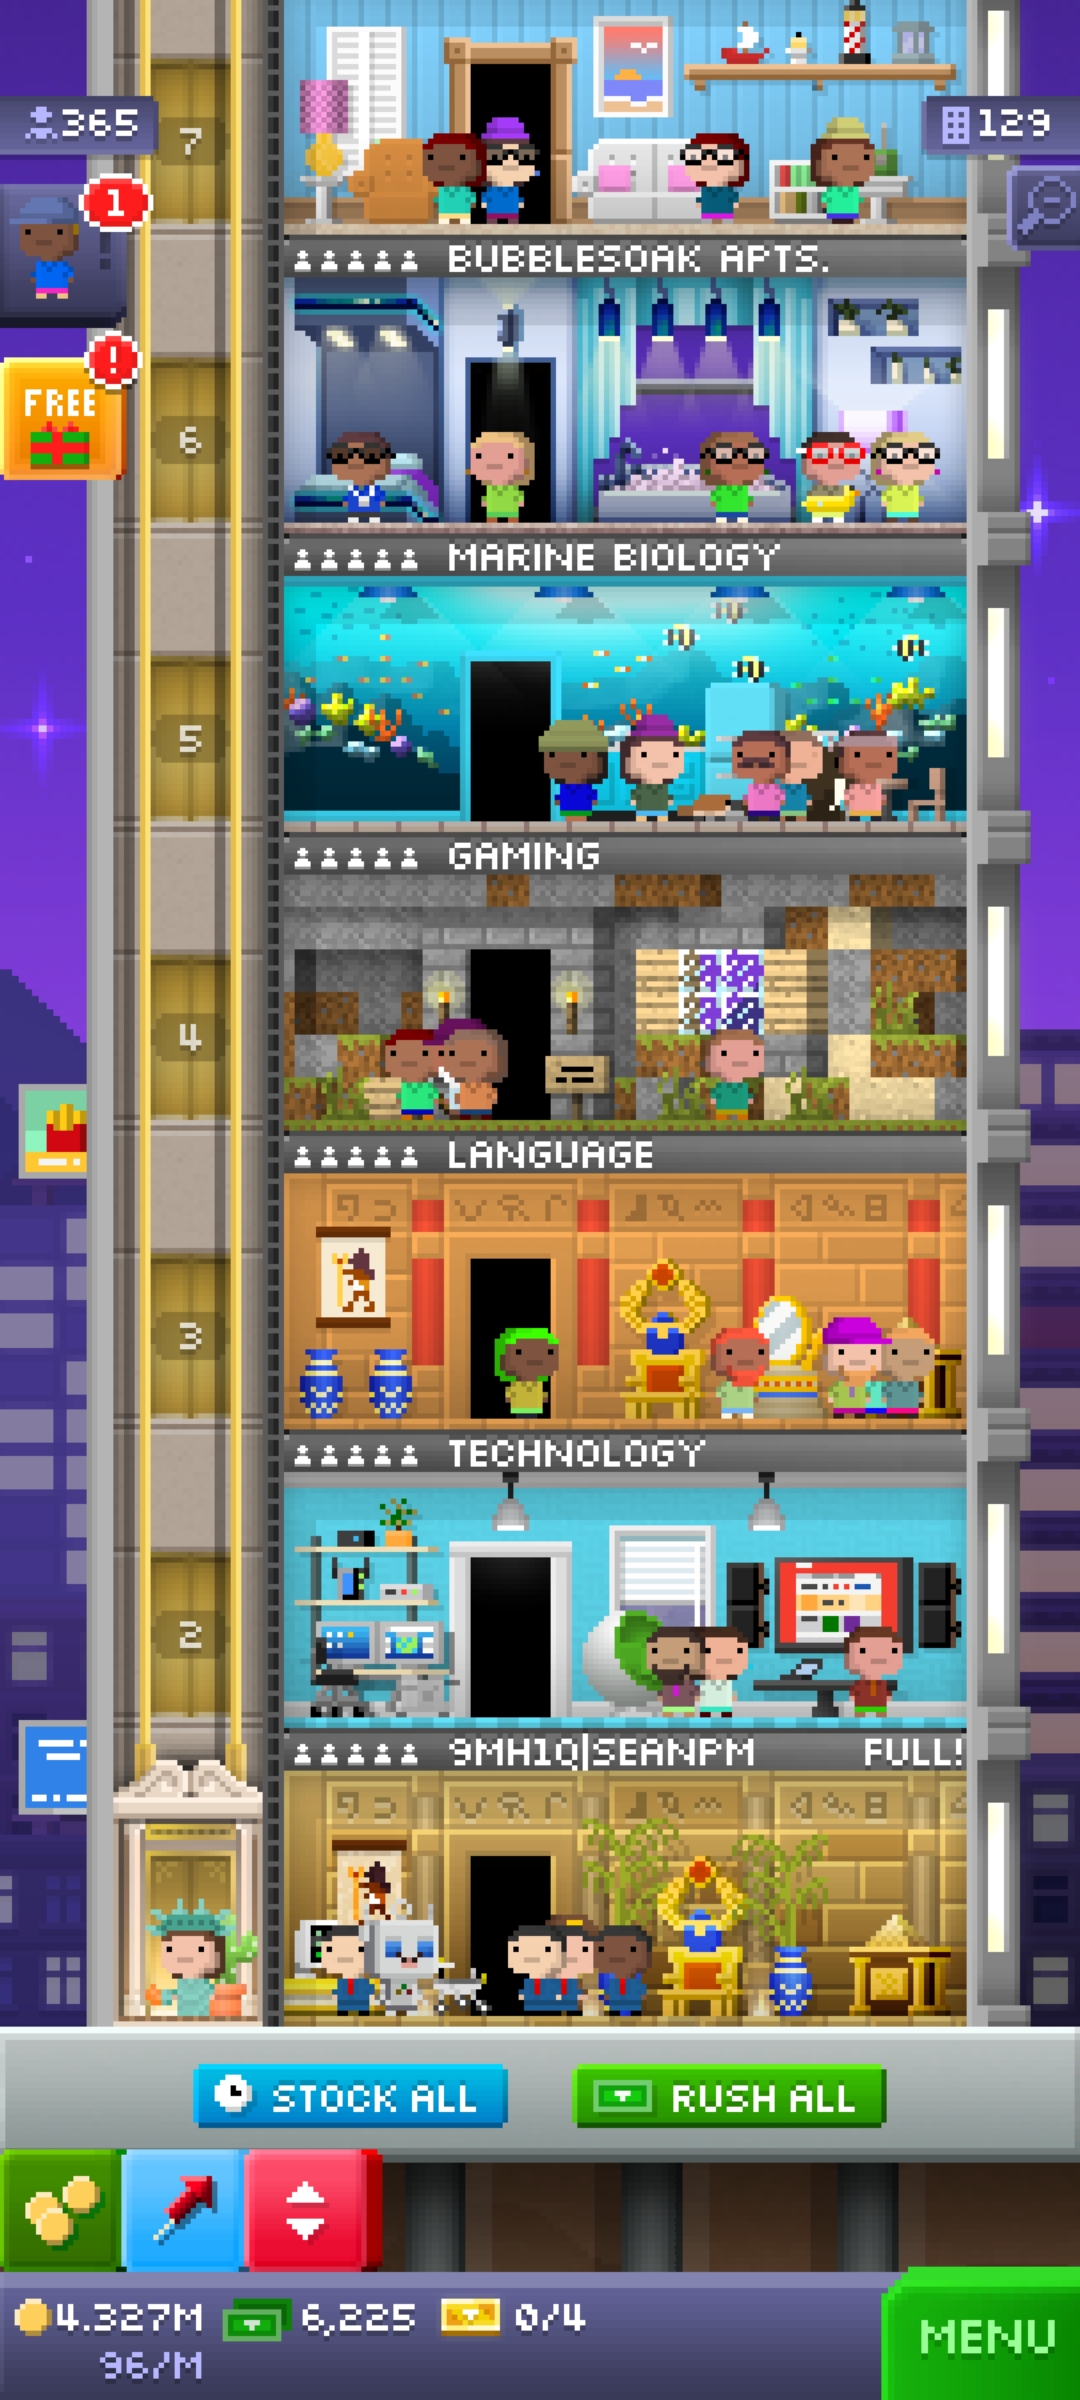 365
129
7
1
BUBBLESOAK APTS.
FREE
!
6
MARINE BIOLOGY
5
GAMING
4
LANGUAGE
3
TECHNOLOGY
2
9MH1Q|SEANPM FULL!
STOCK ALL
RUSH ALL
4.327M 6,225 0/4
96/M
MENU